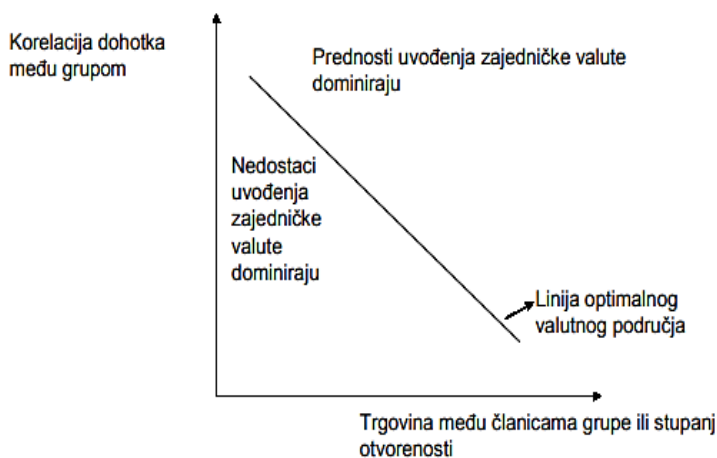 Korelacija dohotka
među grupom
Prednosti uvođenja zajedničke valute
dominiraju
Nedostaci
uvođenja
zajedničke
valute
dominiraju
Linija optimalnog
valutnog područja
Trgovina među članicama grupe ili stupanj
otvorenosti